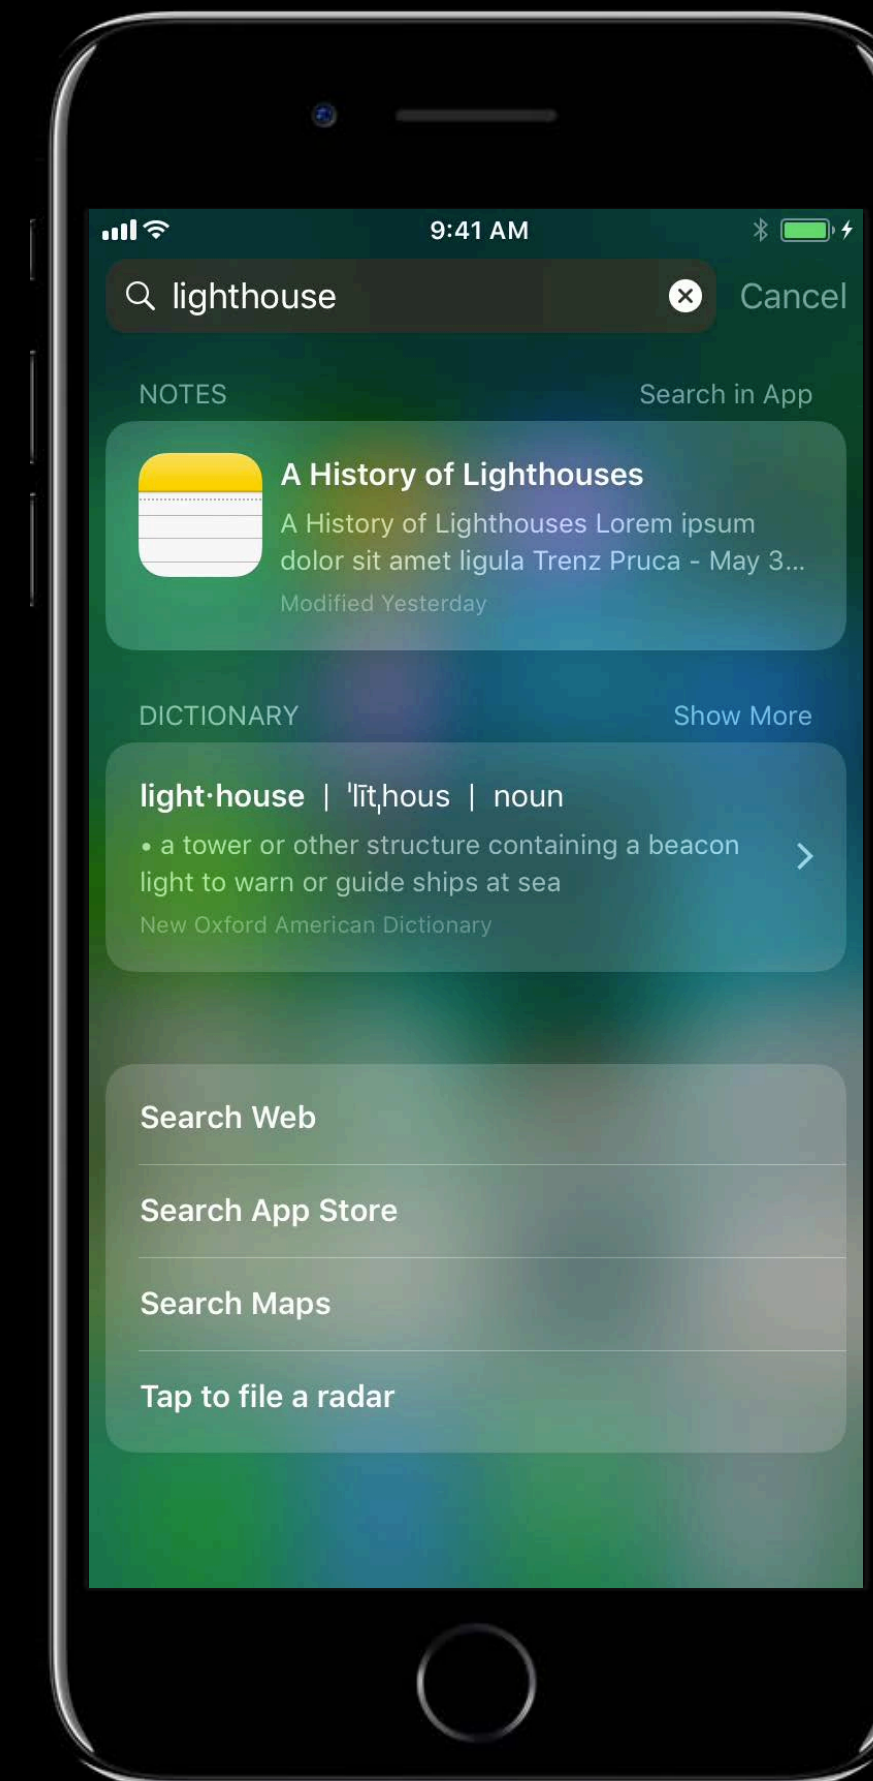 9:41 AM
lighthouse
Cancel
NOTES Search in App
A History of Lighthouses
A History of Lighthouses Lorem ipsum
dolor sit amet ligula Trenz Pruca - May 3...
Modified Yesterday
DICTIONARY Show More
light·house | ˈlītˌhous | noun
• a tower or other structure containing a beacon
light to warn or guide ships at sea
New Oxford American Dictionary
Search Web
Search App Store
Search Maps
Tap to file a radar